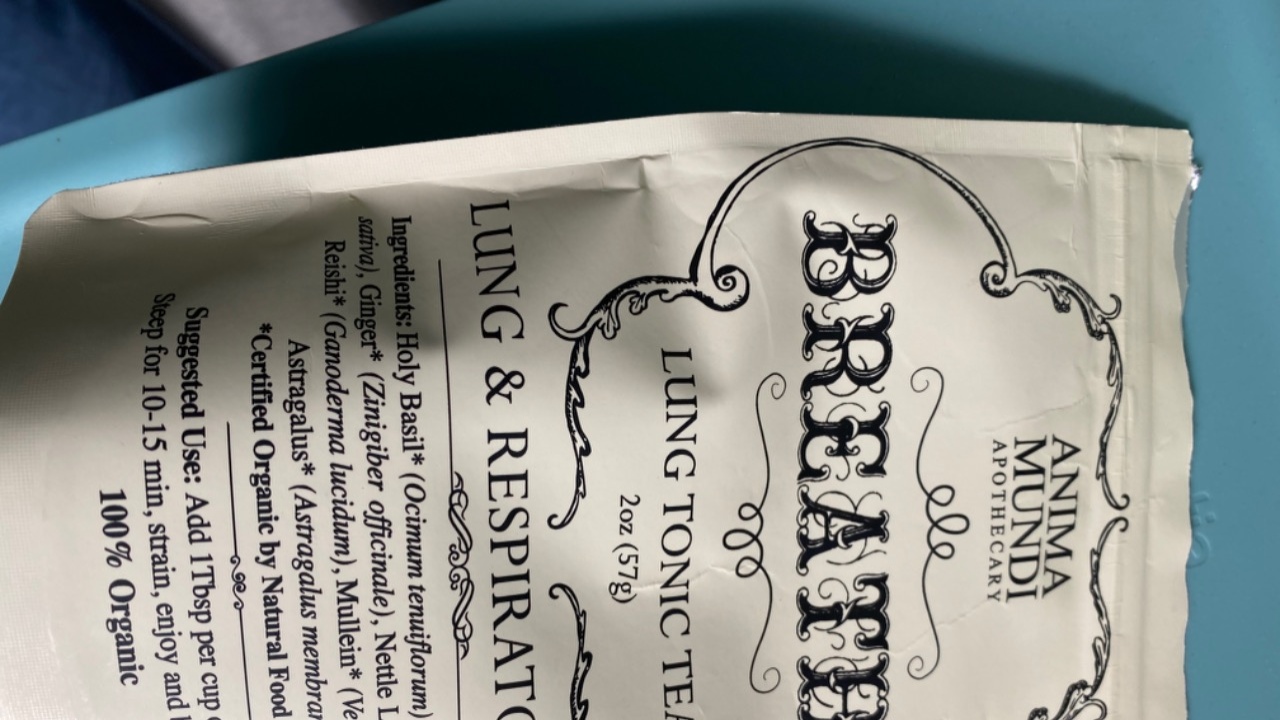 ANIMA
MUNDI
APOTHECARY
BREATHE
LUNG TONIC TEA
2oz (57g)
LUNG & RESPIRATO
Ingredients: Holy Basil* (Ocimum tenuiflorum)
sativa), Ginger* (Zinigiber officinale), Nettle L
Reishi* (Ganoderma lucidum), Mullein* (Ve
Astragalus* (Astragalus membran
*Certified Organic by Natural Food
Suggested Use: Add 1Tbsp per cup
Steep for 10-15 min, strain, enjoy and
100% Organic